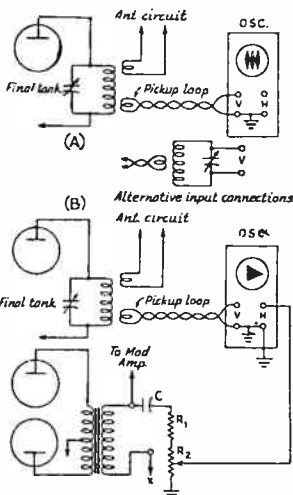 Ant. circuit
OSC.
Final tank
Pickup loop
V H
(A)
V
Alternative input connections
(B)
Ant. circuit
OSC.
Final tank
Pickup loop
V H
To Mod. Amp.
C
R1
R2
x